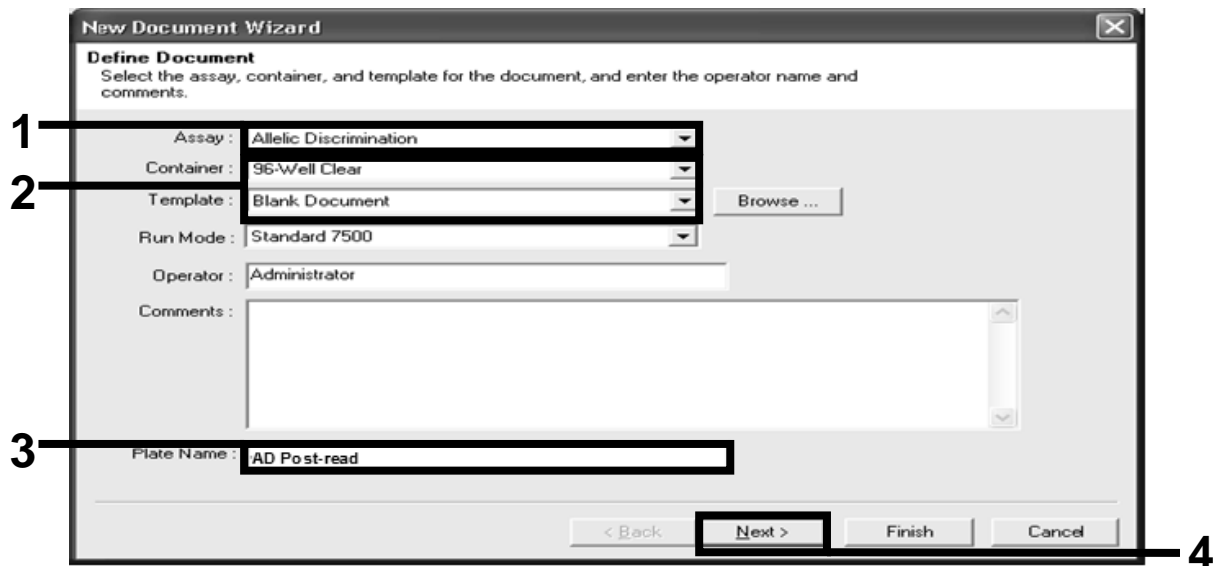 New Document Wizard
Define Document
Select the assay, container, and template for the document, and enter the operator name and
comments.
1
Assay : Allelic Discrimination
Container : 96-Well Clear
2
Template : Blank Document Browse ...
Run Mode : Standard 7500
Operator : Administrator
Comments :
3
Plate Name : AD Post-read
< Back Next > Finish Cancel
4